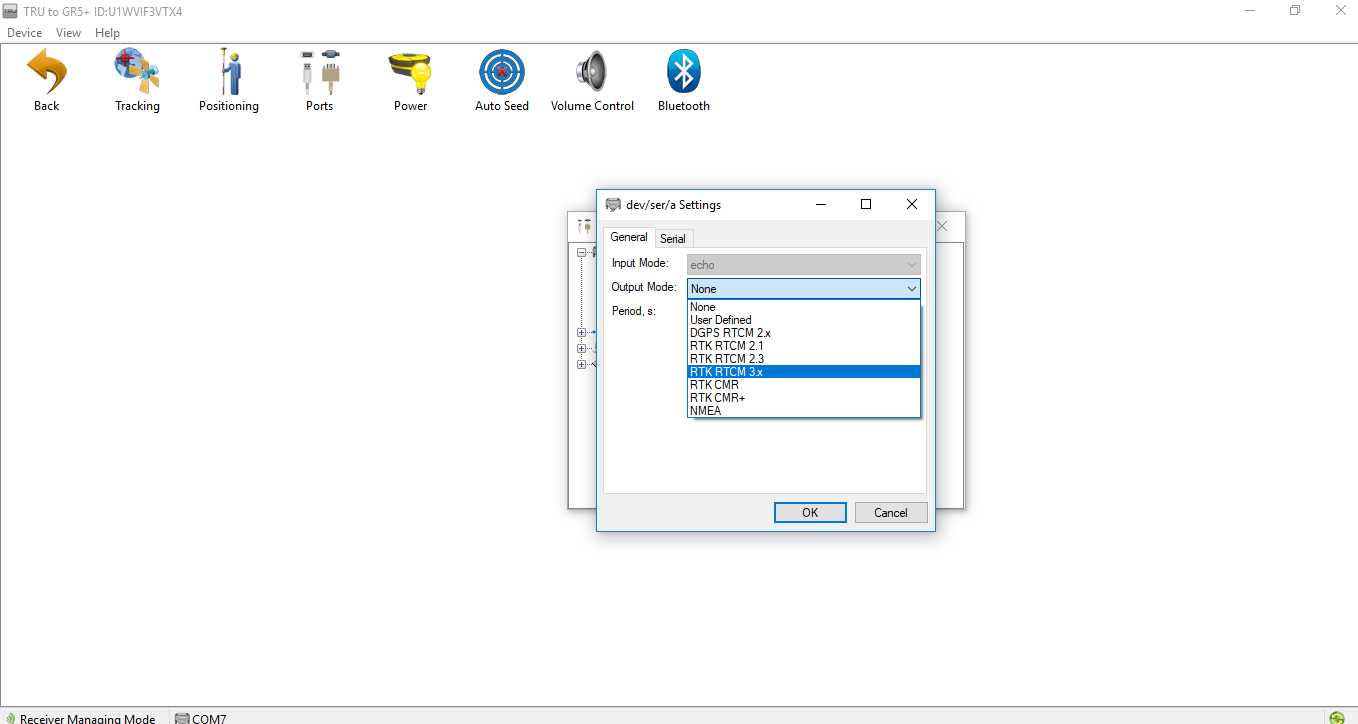 TRU to GR5+ ID:U1WVIF3VTX4
Device View Help
Back Tracking Positioning Ports Power Auto Seed Volume Control Bluetooth
dev/ser/a Settings
General Serial
Input Mode: echo
Output Mode: None
Period, s:
None
User Defined
DGPS RTCM 2.x
RTK RTCM 2.1
RTK RTCM 2.3
RTK RTCM 3.x
RTK CMR
RTK CMR+
NMEA
OK Cancel
Receiver Managing Mode COM7